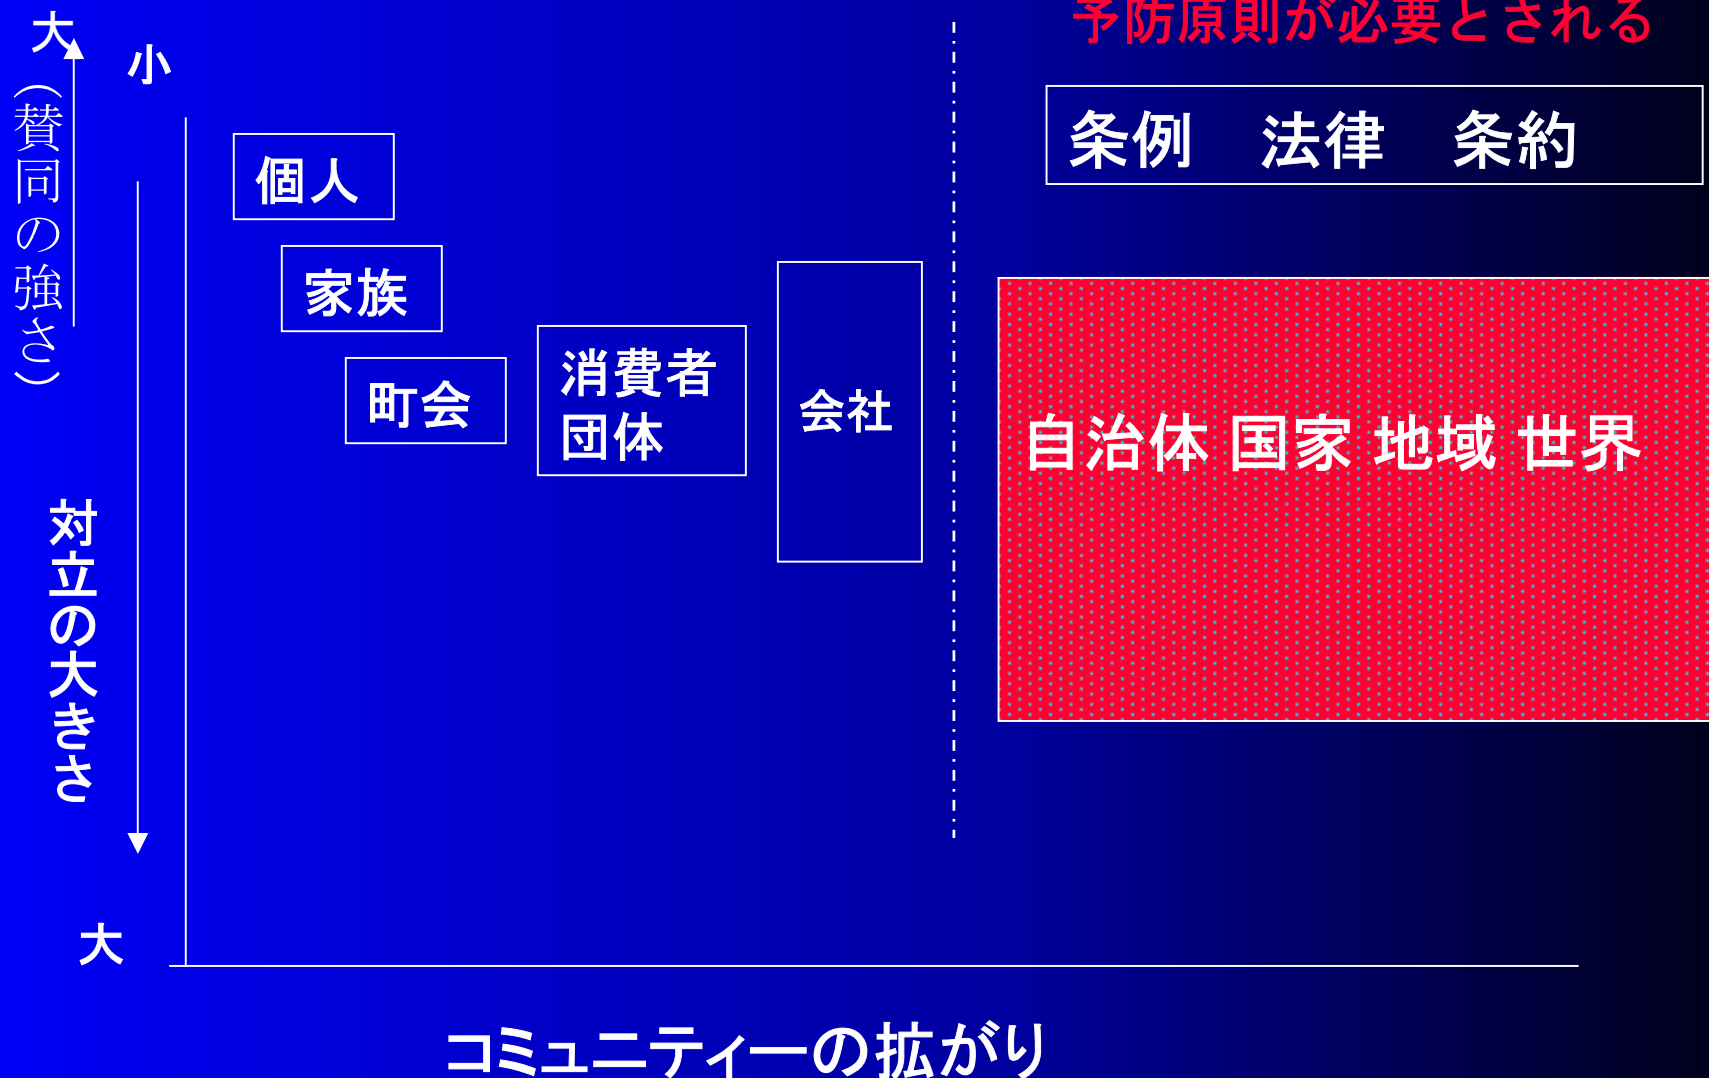 予防原則が必要とされる
大
小
（賛同の強さ）
条例　法律　条約
個人
家族
町会
消費者
団体
会社
自治体 国家 地域 世界
対立の大きさ
大
コミュニティーの拡がり